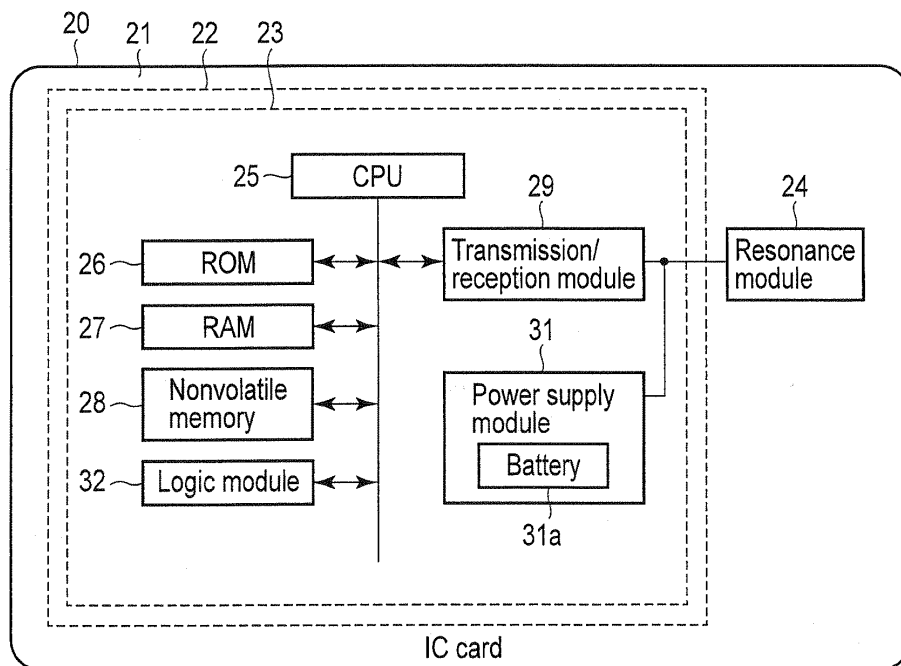 20
21
22
23
25
CPU
29
24
26
ROM
Transmission/
reception module
Resonance
module
27
RAM
31
28
Nonvolatile
memory
Power supply
module
32
Logic module
Battery
31a
IC card